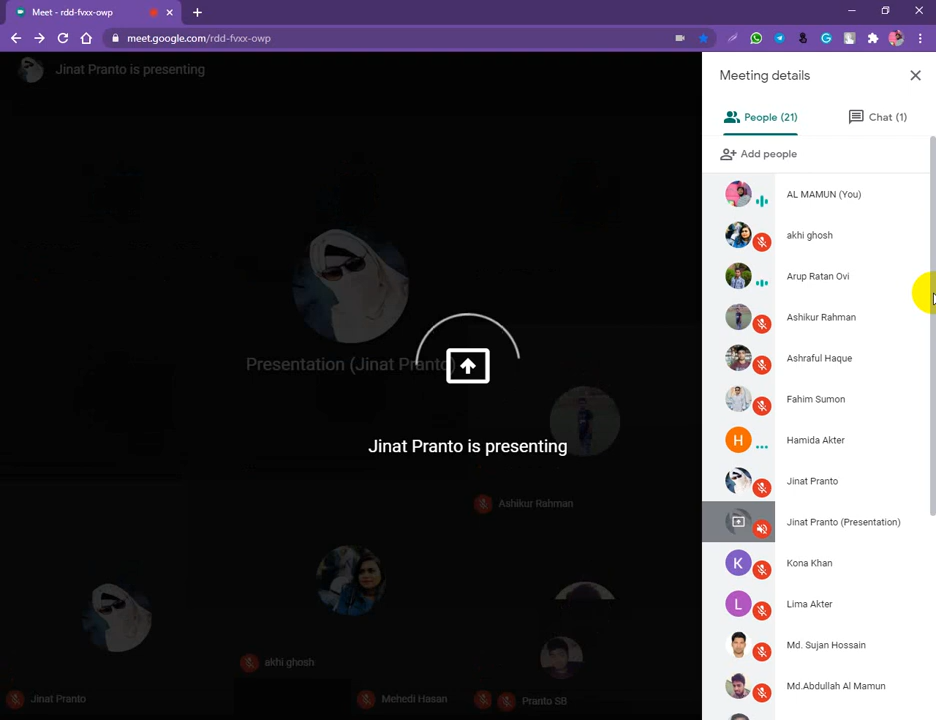 Meet - rdd-fvxx-owp
meet.google.com/rdd-fvxx-owp
Jinat Pranto is presenting
Meeting details
People (21)
Chat (1)
Add people
AL MAMUN (You)
akhi ghosh
Arup Ratan Ovi
Ashikur Rahman
Ashraful Haque
Fahim Sumon
H
Hamida Akter
Jinat Pranto
Jinat Pranto (Presentation)
K
Kona Khan
L
Lima Akter
Md. Sujan Hossain
Md.Abdullah Al Mamun
Presentation (Jinat Pranto)
Jinat Pranto is presenting
Ashikur Rahman
akhi ghosh
Jinat Pranto
Mehedi Hasan
Pranto SB